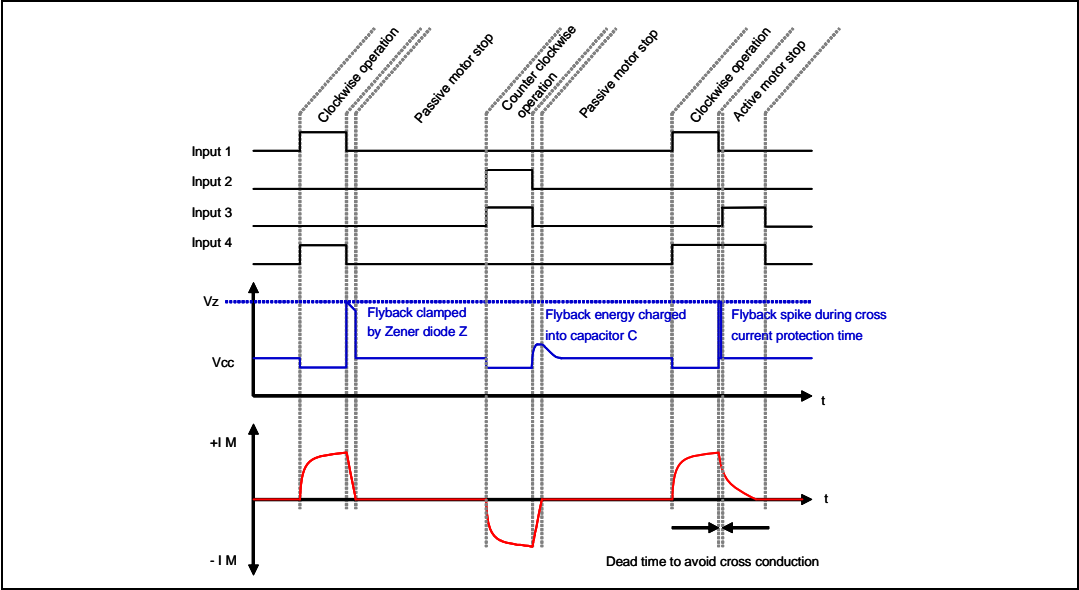 Clockwise operation
Passive motor stop
Counter clockwise
operation
Passive motor stop
Clockwise operation
Active motor stop
Input 1
Input 2
Input 3
Input 4
Vz
Flyback clamped
by Zener diode Z
Flyback energy charged
into capacitor C
Flyback spike during cross
current protection time
Vcc
t
+I M
t
- I M
Dead time to avoid cross conduction